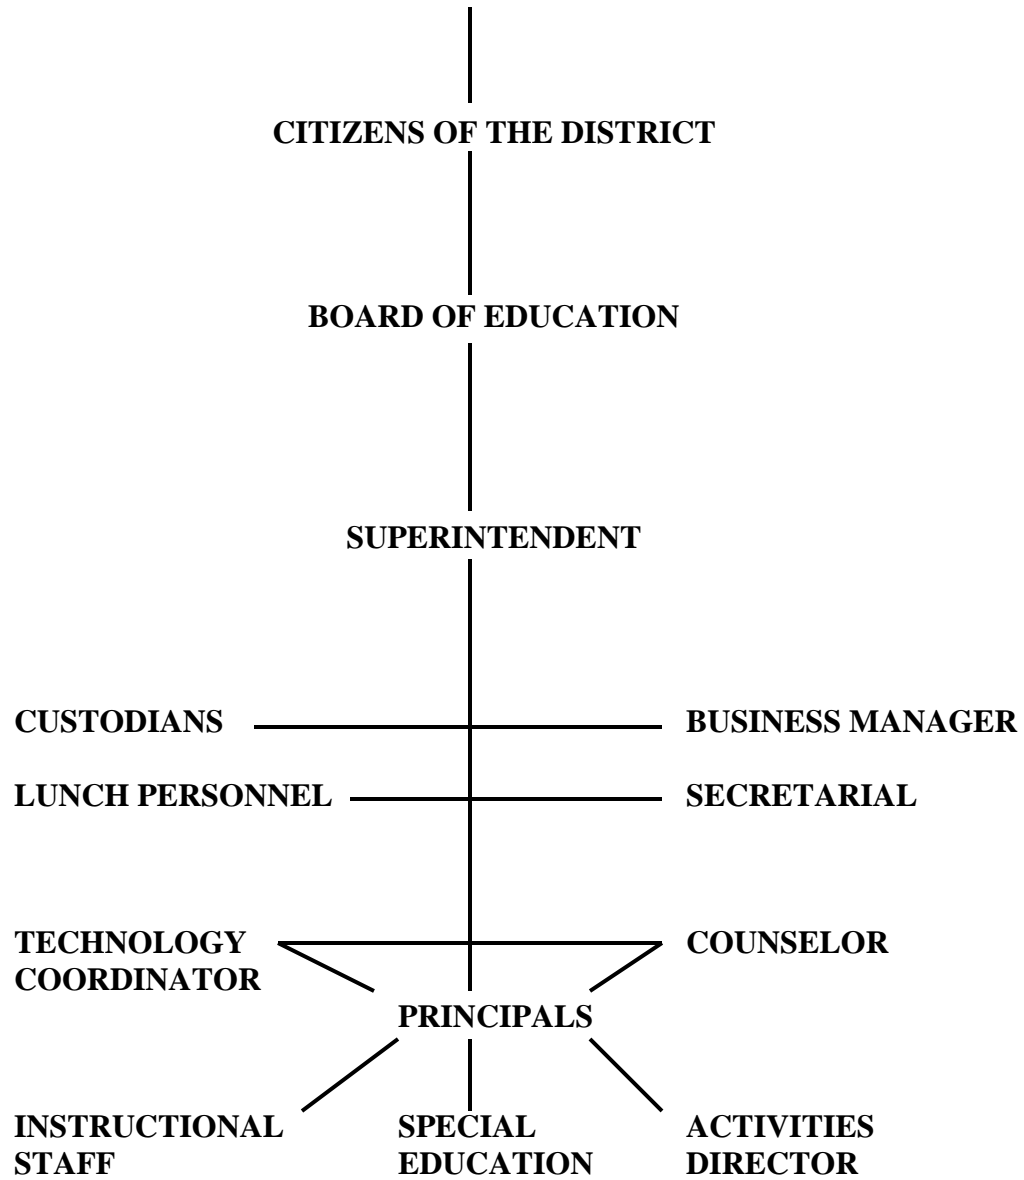 CITIZENS OF THE DISTRICT
BOARD OF EDUCATION
SUPERINTENDENT
CUSTODIANS
BUSINESS MANAGER
LUNCH PERSONNEL
SECRETARIAL
TECHNOLOGY
COORDINATOR
COUNSELOR
PRINCIPALS
INSTRUCTIONAL
STAFF
SPECIAL
EDUCATION
ACTIVITIES
DIRECTOR